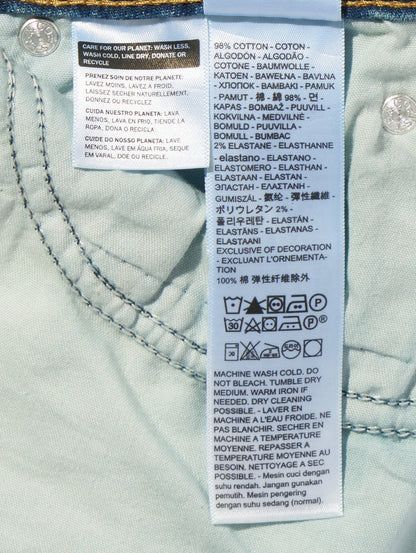 CARE FOR OUR PLANET: WASH LESS,
WASH COLD, LINE DRY, DONATE OR
RECYCLE
PRENEZ SOIN DE NOTRE PLANETE:
LAVEZ MOINS, LAVEZ A FROID,
LAISSEZ SECHER NATURELLEMENT,
DONNEZ OU RECYCLEZ
CUIDA NUESTRO PLANETA: LAVA
MENOS, LAVA EN FRIO, TIENDE LA
ROPA, DONA/RECICLA
CUIDE DO NOSSO PLANETA: LAVE
MENOS, LAVE EM ÁGUA FRIA, SEQUE
EM VARAL, DOE OU RECICLE
98% COTTON - COTON -
ALGODÓN - ALGODÃO -
COTONE - BAUMWOLLE -
KATOEN - BAWEŁNA - BAVLNA
- ХЛОПОК - BAMBAKI - PAMUK
- PAMUT - 棉 - 綿 98% - 면 -
KAPAS - BOMBAŽ - PUUVILL -
KOKVILNA - MEDVILNĖ -
BOMULD - PUUVILLA -
BOMULL - BUMBAC
2% ELASTANE - ELASTHANNE
- elastano - ELASTANO -
ELASTOMERO - ELASTHAN -
ELASTAAN - ELASTAN -
ЭЛАСТАН - ΕΛΑΣΤΑΝΗ -
GUMISZÁL - 氨纶 - 彈性纖維 -
ポリウレタン 2% -
폴리우레탄 - ELASTÁN -
ELASTĀNS - ELASTANAS -
ELASTAANI
EXCLUSIVE OF DECORATION
- EXCLUANT L'ORNEMENTA-
TION
100% 棉 弹性纤维除外
P
30 P
MACHINE WASH COLD. DO
NOT BLEACH. TUMBLE DRY
MEDIUM. WARM IRON IF
NEEDED. DRY CLEANING
POSSIBLE. - LAVER EN
MACHINE A L'EAU FROIDE. NE
PAS BLANCHIR. SECHER EN
MACHINE A TEMPERATURE
MOYENNE. REPASSER A
TEMPERATURE MOYENNE AU
BESOIN. NETTOYAGE A SEC
POSSIBLE. - Mesin cuci dengan
suhu rendah. Jangan gunakan
pemutih. Mesin pengering
dengan suhu sedang (normal).